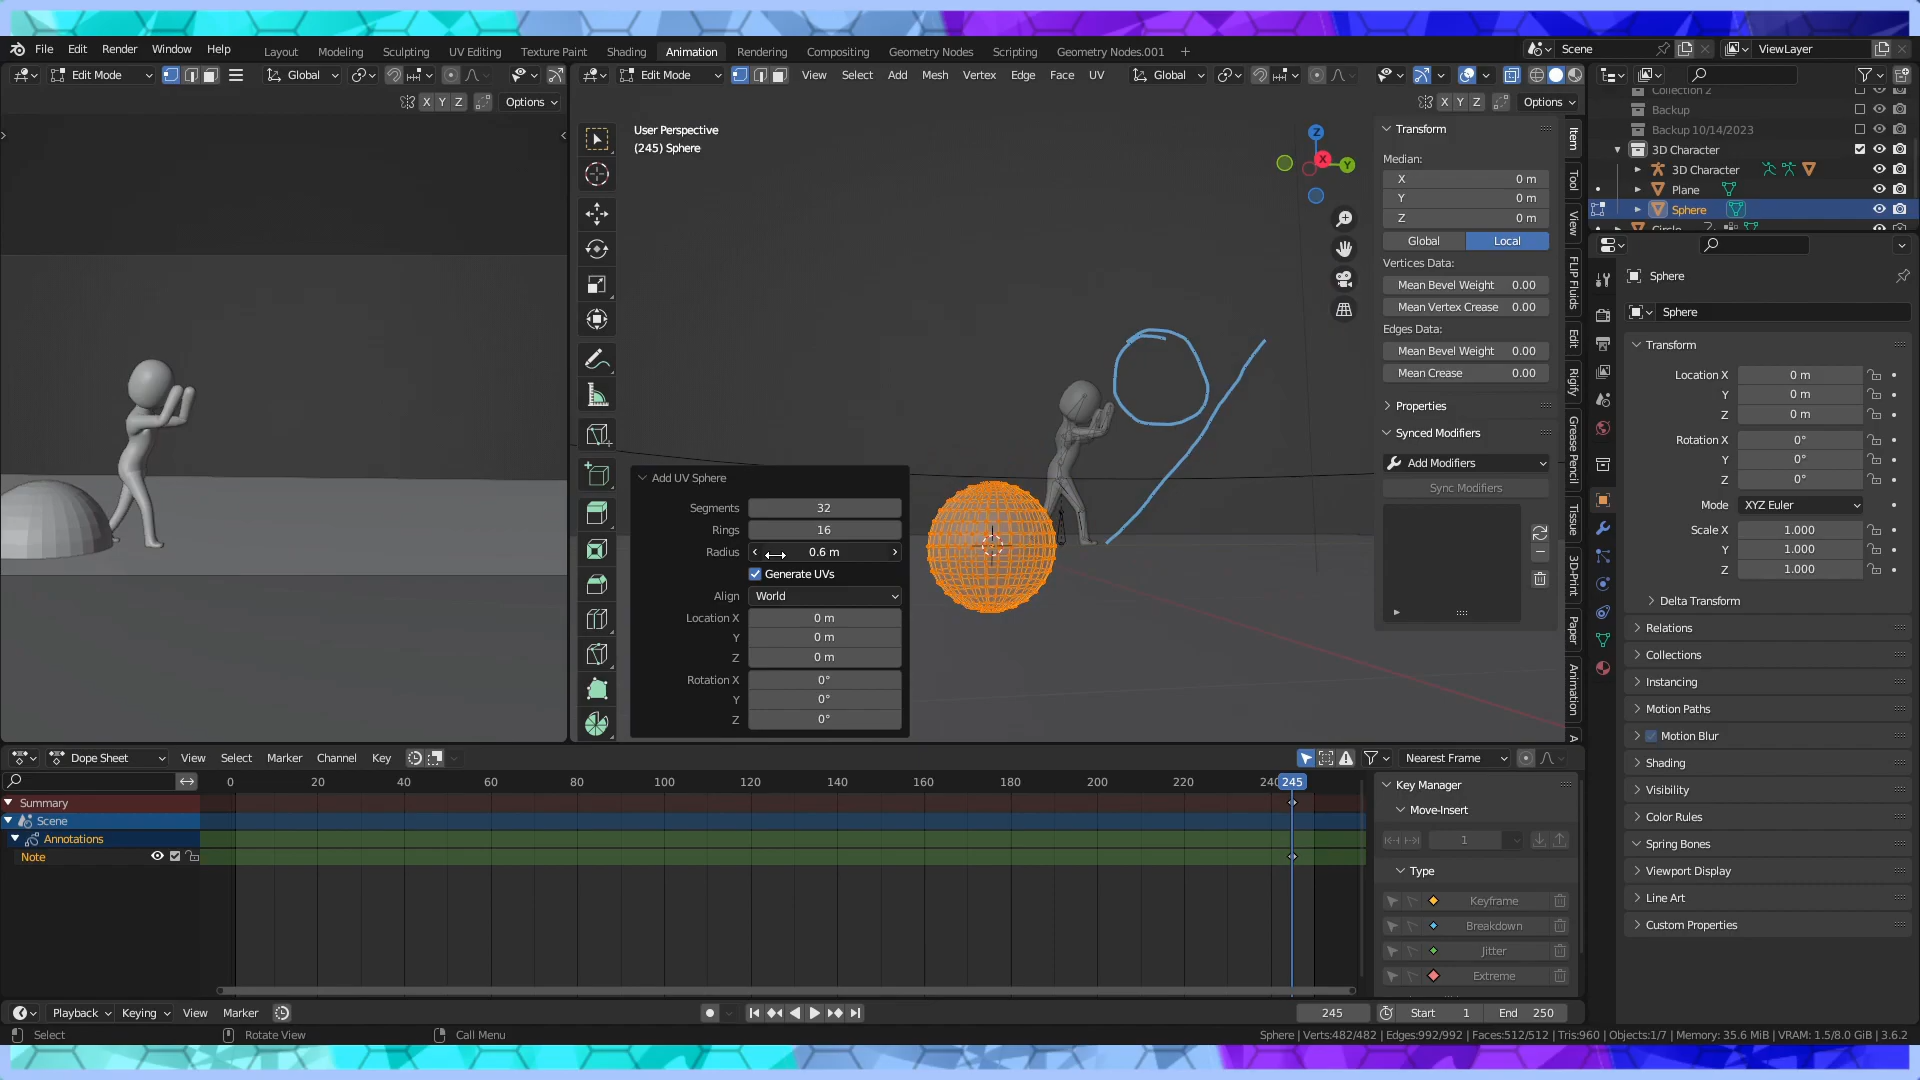 File Edit Render Window Help Layout Modeling Sculpting UV Editing Texture Paint Shading Animation Rendering Compositing Geometry Nodes Scripting Geometry Nodes.001 + Scene ViewLayer
Edit Mode Global Edit Mode View Select Add Mesh Vertex Edge Face UV Global
X Y Z Options X Y Z Options
User Perspective
(245) Sphere
Z
X
Y
Transform
Median:
X 0 m
Y 0 m
Z 0 m
Global Local
Vertices Data:
Mean Bevel Weight 0.00
Mean Vertex Crease 0.00
Edges Data:
Mean Bevel Weight 0.00
Mean Crease 0.00
Properties
Synced Modifiers
Add Modifiers
Sync Modifiers
Item
Tool
View
FLIP Fluids
Edit
Rigify
Grease Pencil
Tissue
3D-Print
Paper
Animation
A
Add UV Sphere
Segments 32
Rings 16
Radius 0.6 m
Generate UVs
Align World
Location X 0 m
Y 0 m
Z 0 m
Rotation X 0°
Y 0°
Z 0°
Collection 2
Backup
Backup 10/14/2023
3D Character
3D Character
Plane
Sphere
Circle
Sphere
Sphere
Transform
Location X 0 m
Y 0 m
Z 0 m
Rotation X 0°
Y 0°
Z 0°
Mode XYZ Euler
Scale X 1.000
Y 1.000
Z 1.000
Delta Transform
Relations
Collections
Instancing
Motion Paths
Motion Blur
Shading
Visibility
Color Rules
Spring Bones
Viewport Display
Line Art
Custom Properties
Dope Sheet View Select Marker Channel Key Nearest Frame
0 20 40 60 80 100 120 140 160 180 200 220 240 245
Summary
Scene
Annotations
Note
Key Manager
Move-Insert
1
Type
Keyframe
Breakdown
Jitter
Extreme
Playback Keying View Marker 245 Start 1 End 250
Select Rotate View Call Menu Sphere | Verts:482/482 | Edges:992/992 | Faces:512/512 | Tris:960 | Objects:1/7 | Memory: 35.6 MiB | VRAM: 1.5/8.0 GiB | 3.6.2